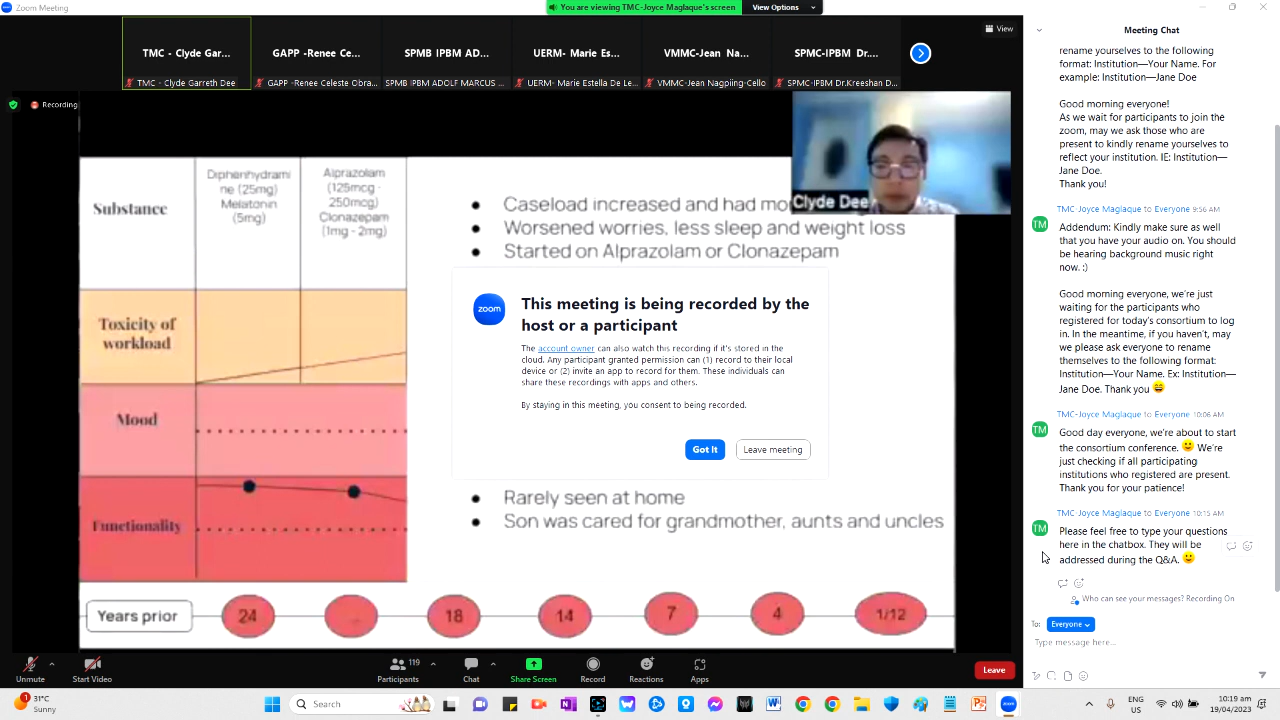 Zoom Meeting
You are viewing TMC-Joyce Maglaque's screen
View Options
View
TMC - Clyde Gar...
GAPP -Renee Ce...
SPMB IPBM AD...
UERM- Marie Es...
VMMC-Jean Na...
SPMC-IPBM Dr....
TMC - Clyde Garreth Dee
GAPP -Renee Celeste Obra...
SPMB IPBM ADOLF MARCUS ...
UERM- Marie Estella De Le...
VMMC-Jean Nagpiing-Cello
SPMC-IPBM Dr.Kreeshan D...
Recording
Clyde Dee
Substance
Diphenhydrami
ne (25mg)
Melatonin
(5mg)
Alprazolam
(125mcg -
250mcg)
Clonazepam
(1mg - 2mg)
Toxicity of
workload
Mood
Functionality
Years prior
24
18
14
7
4
1/12
Caseload increased and had mo
Worsened worries, less sleep and weight loss
Started on Alprazolam or Clonazepam
zoom
This meeting is being recorded by the
host or a participant
The account owner can also watch this recording if it's stored in the
cloud. Any participant granted permission can (1) record to their local
device or (2) invite an app to record for them. These individuals can
share these recordings with apps and others.
By staying in this meeting, you consent to being recorded.
Got it
Leave meeting
Rarely seen at home
Son was cared for grandmother, aunts and uncles
Meeting Chat
rename yourselves to the following
format: Institution—Your Name. For
example: Institution—Jane Doe
Good morning everyone!
As we wait for participants to join the
zoom, may we ask those who are
present to kindly rename yourselves to
reflect your institution. IE: Institution—
Jane Doe.
Thank you!
TMC-Joyce Maglaque to Everyone 9:56 AM
TM
Addendum: Kindly make sure as well
that you have your audio on. You should
be hearing background music right
now. :)
Good morning everyone, we're just
waiting for the participants who
registered for today's consortium to log
in. In the meantime, if you haven't, may
we please ask everyone to rename
themselves to the following format:
Institution—Your Name. Ex: Institution—
Jane Doe. Thank you 😄
TMC-Joyce Maglaque to Everyone 10:06 AM
TM
Good day everyone, we're about to start
the consortium conference. 🙂 We're
just checking if all participating
institutions who registered are present.
Thank you for your patience!
TMC-Joyce Maglaque to Everyone 10:15 AM
TM
Please feel free to type your questions
here in the chatbox. They will be
addressed during the Q&A. 🙂
Who can see your messages? Recording On
To: Everyone
Type message here...
Unmute
Start Video
119
Participants
Chat
Share Screen
Record
Reactions
Apps
Leave
1
31°C
Sunny
Search
zoom
ENG
US
10:19 am
19/04/2023